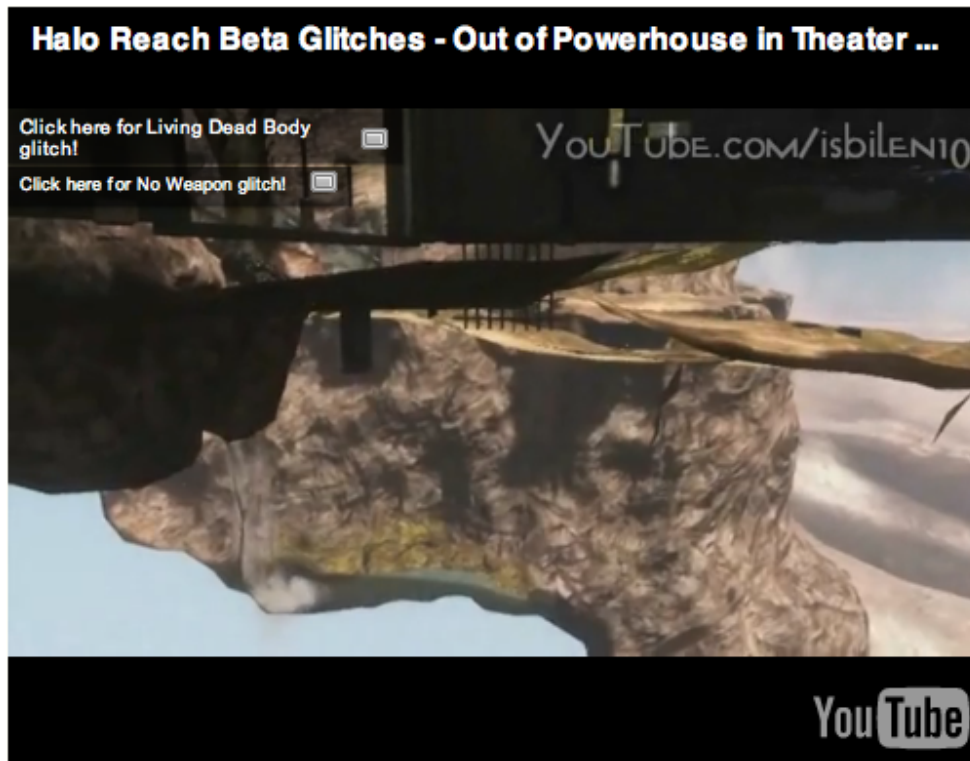 Halo Reach Beta Glitches - Out of Powerhouse in Theater ...
Click here for Living Dead Body
glitch!
YouTube.com/isbilen10
Click here for No Weapon glitch!
YouTube